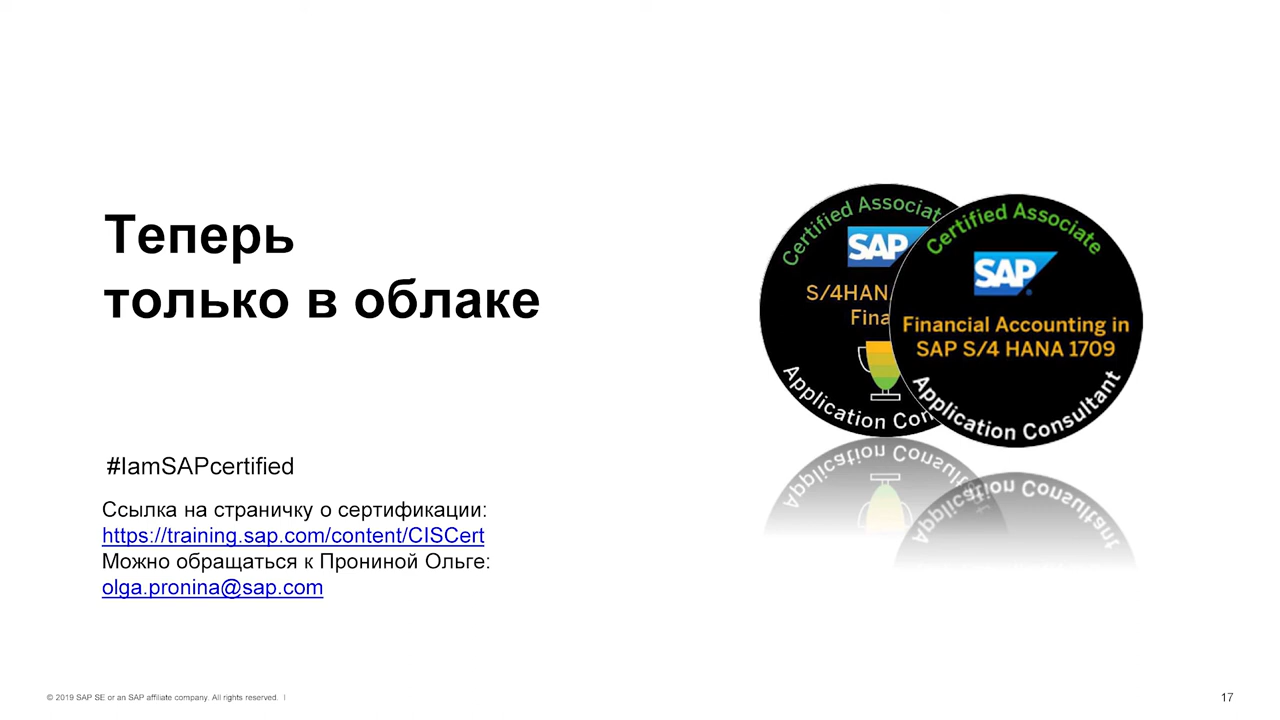 Теперь
только в облаке
#IamSAPcertified
Ссылка на страничку о сертификации:
https://training.sap.com/content/CISCert
Можно обращаться к Прониной Ольге:
olga.pronina@sap.com
Certified Associat
SAP
S/4HAN
Fina
Application Con
Certified Associate
SAP
Financial Accounting in
SAP S/4 HANA 1709
Application Consultant
© 2019 SAP SE or an SAP affiliate company. All rights reserved. |
17